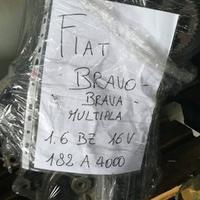 FIAT
BRAVO -
BRAVA -
MULTIPLA
1.6 BZ 16V
182 A 4000